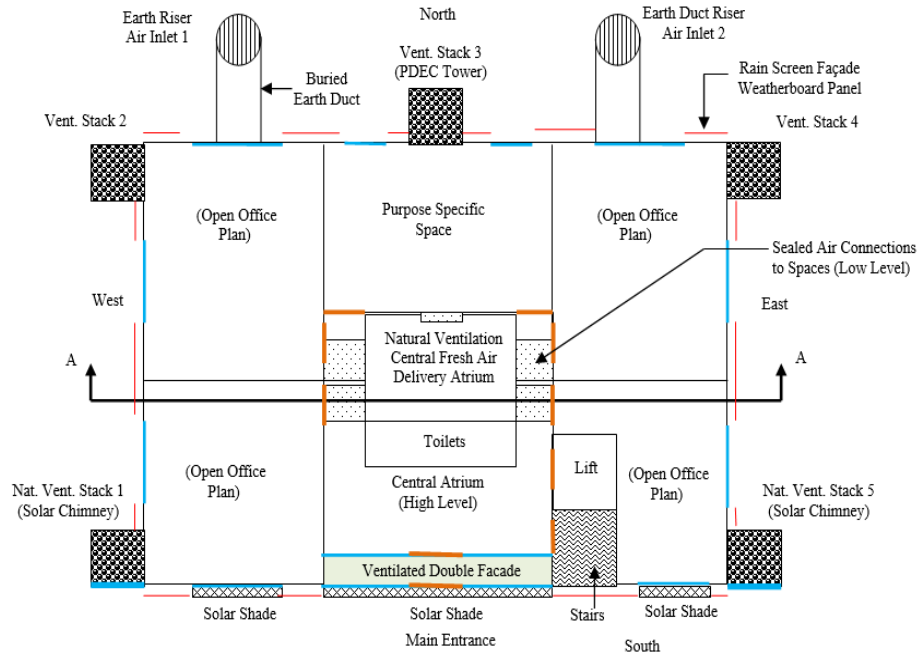 Earth Riser
Air Inlet 1
North
Earth Duct Riser
Air Inlet 2
Vent. Stack 3
(PDEC Tower)
Buried
Earth Duct
Rain Screen Façade
Weatherboard Panel
Vent. Stack 2
Vent. Stack 4
(Open Office
Plan)
Purpose Specific
Space
(Open Office
Plan)
Sealed Air Connections
to Spaces (Low Level)
West
East
Natural Ventilation
Central Fresh Air
Delivery Atrium
A
A
Toilets
(Open Office
Plan)
Lift
(Open Office
Plan)
Central Atrium
(High Level)
Nat. Vent. Stack 1
(Solar Chimney)
Nat. Vent. Stack 5
(Solar Chimney)
Ventilated Double Facade
Solar Shade
Solar Shade
Stairs
Solar Shade
Main Entrance
South